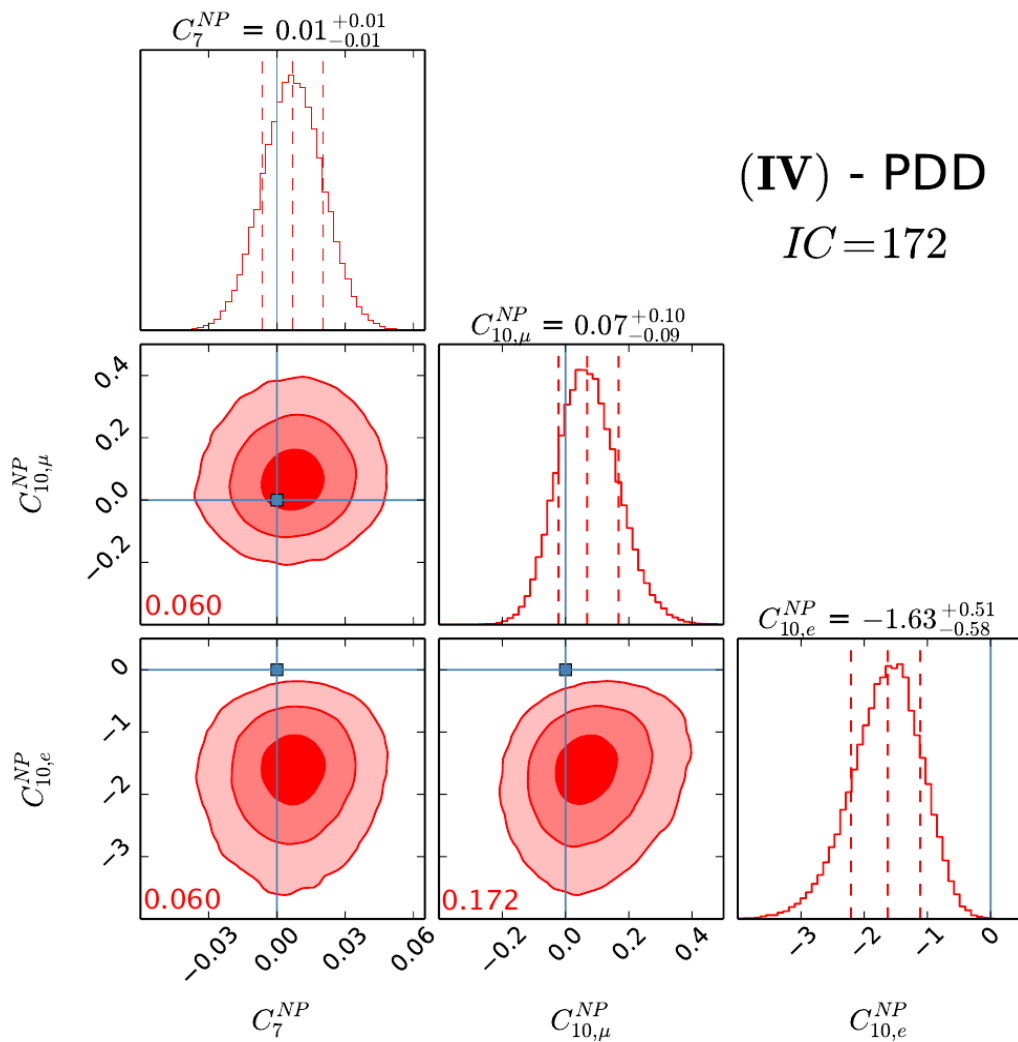 $C_7^{NP} = 0.01^{+0.01}_{-0.01}$
(IV) - PDD
$IC = 172$
$C_{10,\mu}^{NP} = 0.07^{+0.10}_{-0.09}$
0.4
0.2
0.0
−0.2
$C_{10,\mu}^{NP}$
0.060
$C_{10,e}^{NP} = -1.63^{+0.51}_{-0.58}$
0
−1
−2
−3
$C_{10,e}^{NP}$
0.060
0.172
−0.03 0.00 0.03 0.06
−0.2 0.0 0.2 0.4
−3 −2 −1 0
$C_7^{NP}$ $C_{10,\mu}^{NP}$ $C_{10,e}^{NP}$